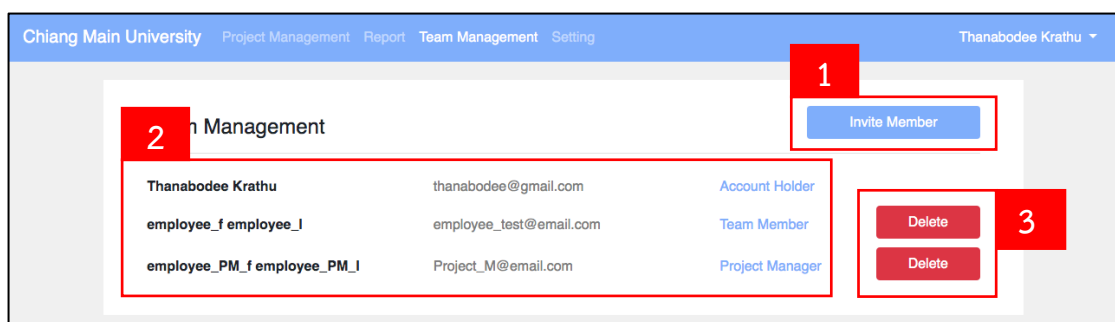 Chiang Main University Project Management Report Team Management Setting Thanabodee Krathu
1
Invite Member
2
Management
Thanabodee Krathu thanabodee@gmail.com Account Holder
employee_f employee_l employee_test@email.com Team Member Delete
3
employee_PM_f employee_PM_l Project_M@email.com Project Manager Delete